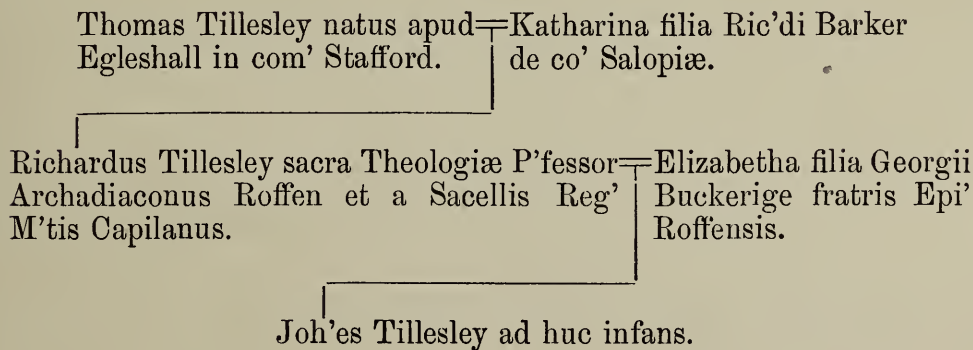 Thomas Tillesley natus apud
Egleshall in com' Stafford.
Katharina filia Ric'di Barker
de co' Salopiæ.
Richardus Tillesley sacra Theologiæ P'fessor
Archadiaconus Roffen et a Sacellis Reg'
M'tis Capilanus.
Elizabetha filia Georgii
Buckerige fratris Epi'
Roffensis.
Joh'es Tillesley ad huc infans.